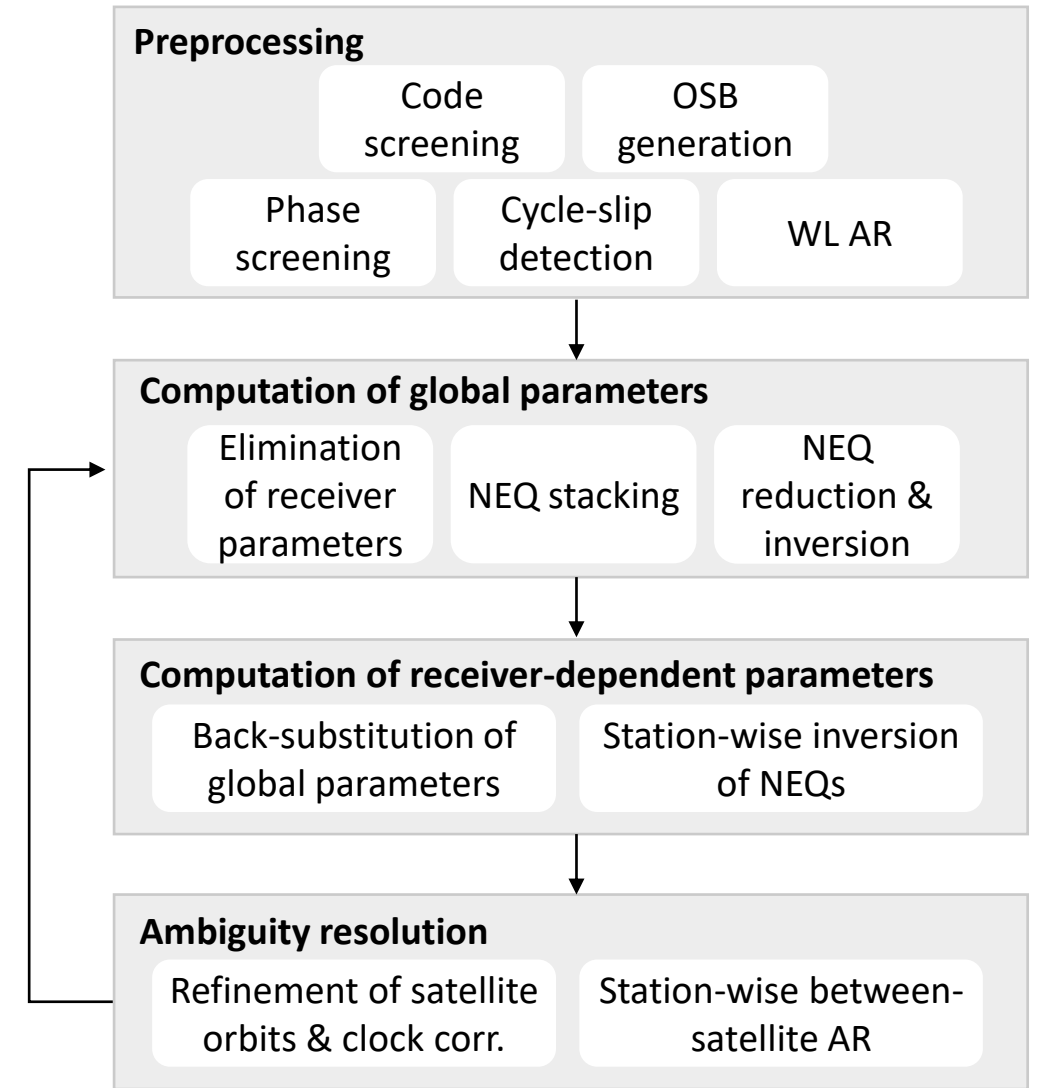 Preprocessing
Code
screening
OSB
generation
Phase
screening
Cycle-slip
detection
WL AR
Computation of global parameters
Elimination
of receiver
parameters
NEQ stacking
NEQ
reduction &
inversion
Computation of receiver-dependent parameters
Back-substitution of
global parameters
Station-wise inversion
of NEQs
Ambiguity resolution
Refinement of satellite
orbits & clock corr.
Station-wise between-
satellite AR